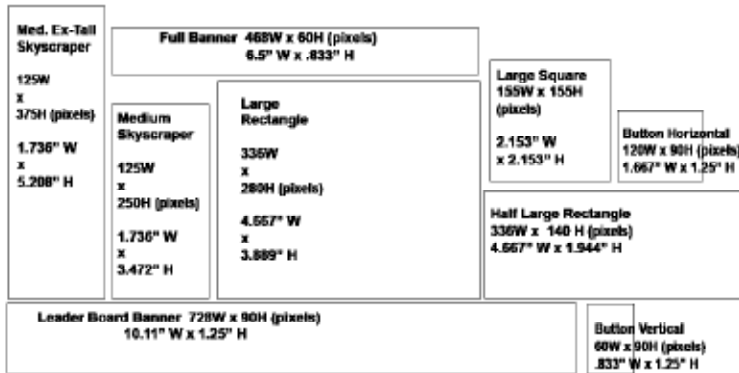 Med. Ex-Tall
Skyscraper
125W
x
375H (pixels)
1.736" W
x
5.208" H
Full Banner 468W x 60H (pixels)
6.5" W x .833" H
Medium
Skyscraper
125W
x
250H (pixels)
1.736" W
x
3.472" H
Large
Rectangle
336W
x
280H (pixels)
4.667" W
x
3.889" H
Large Square
155W x 155H
(pixels)
2.153" W
x 2.153" H
Button Horizontal
120W x 90H (pixels)
1.667" W x 1.25" H
Half Large Rectangle
336W x 140 H (pixels)
4.667" W x 1.944" H
Leader Board Banner 728W x 90H (pixels)
10.11" W x 1.25" H
Button Vertical
60W x 90H (pixels)
.833" W x 1.25" H